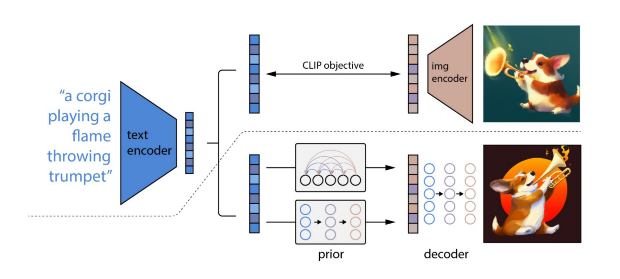 "a corgi
playing a
flame
throwing
trumpet"
text
encoder
CLIP objective
img
encoder
prior
decoder